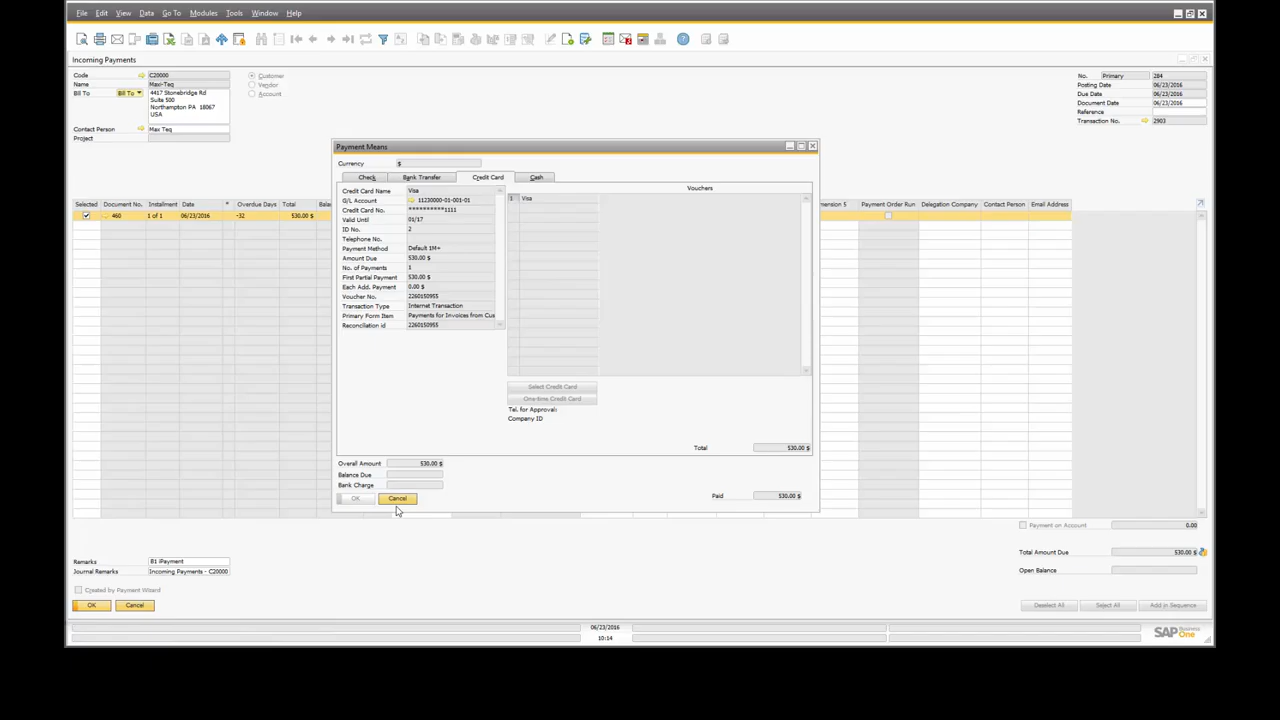 File Edit View Data Go To Modules Tools Window Help
Incoming Payments
Code C20000
Name Maxi-Teq
Bill To Bill To 4417 Stonebridge Rd
Suite 500
Northampton PA 18067
USA
Contact Person Max Teq
Project
Customer
Vendor
Account
No. Primary 284
Posting Date 06/23/2016
Due Date 06/23/2016
Document Date 06/23/2016
Reference
Transaction No. 2903
Selected Document No. Installment Date * Overdue Days Total
460 1 of 1 06/23/2016 -32 530.00 $
Payment Order Run Delegation Company Contact Person Email Address
Payment Means
Currency $
Check Bank Transfer Credit Card Cash
Credit Card Name Visa
G/L Account 11230000-01-001-01
Credit Card No. **********1111
Valid Until 01/17
ID No. 2
Telephone No.
Payment Method Default 1M+
Amount Due 530.00 $
No. of Payments 1
First Partial Payment 530.00 $
Each Add. Payment 0.00 $
Voucher No. 2260150955
Transaction Type Internet Transaction
Primary Form Item Payments for Invoices from Cus
Reconciliation id 2260150955
Vouchers
1 Visa
Select Credit Card
One-time Credit Card
Tel. for Approval:
Company ID
Total 530.00 $
Overall Amount 530.00 $
Balance Due
Bank Charge
Paid 530.00 $
OK Cancel
Payment on Account 0.00
Total Amount Due 530.00 $
Open Balance
Remarks B1 iPayment
Journal Remarks Incoming Payments - C20000
Created by Payment Wizard
OK Cancel
Deselect All Select All Add in Sequence
06/23/2016
10:14
SAP Business One